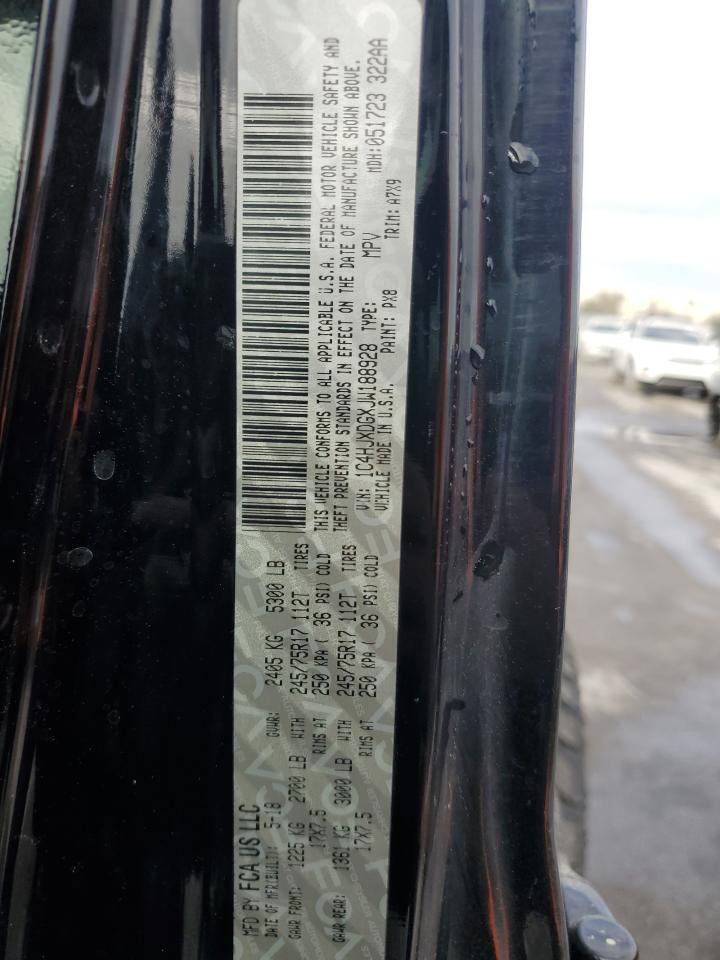 MFD BY FCA US LLC
DATE OF MFR(BUILT): 5-18 GVWR: 2405 KG 5300 LB
GAWR FRONT: 1225 KG 2700 LB WITH 245/75R17 112T TIRES
17X7.5 RIMS AT 250 KPA ( 36 PSI) COLD
GAWR REAR: 1361 KG 3000 LB WITH 245/75R17 112T TIRES
17X7.5 RIMS AT 250 KPA ( 36 PSI) COLD
THIS VEHICLE CONFORMS TO ALL APPLICABLE U.S.A. FEDERAL MOTOR VEHICLE SAFETY AND
THEFT PREVENTION STANDARDS IN EFFECT ON THE DATE OF MANUFACTURE SHOWN ABOVE.
VIN: 1C4HJXDGXJW188928 TYPE: MPV MDH:051723 322AA
VEHICLE MADE IN U.S.A. PAINT: PX8 TRIM: A7X9